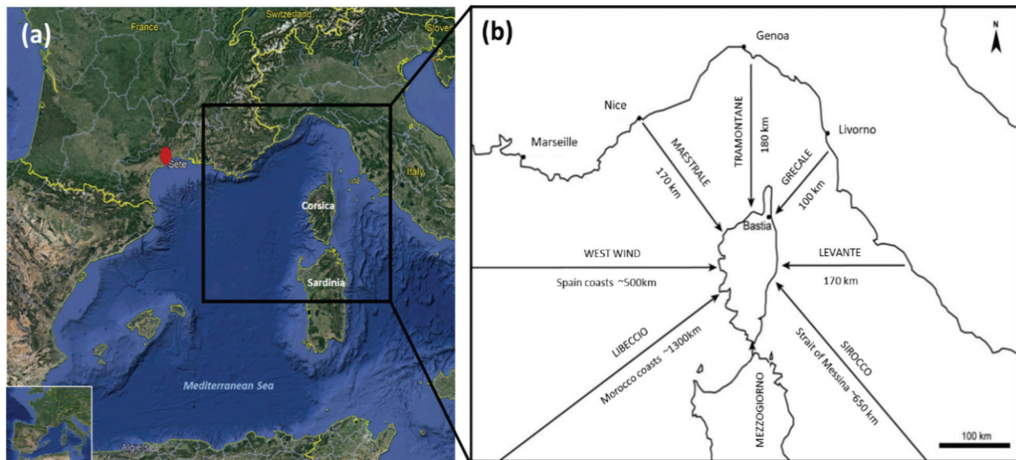 (a)
France
Switzerland
Slove
Sète
Italy
Corsica
Sardinia
Mediterranean Sea
(b)
N
Genoa
Nice
Marseille
Livorno
MAESTRALE
170 km
TRAMONTANE
180 km
GRECALE
100 km
Bastia
WEST WIND
Spain coasts ~500km
LEVANTE
170 km
LIBECCIO
Morocco coasts ~1300km
MEZZOGIORNO
SIROCCO
Strait of Messina ~650 km
100 km